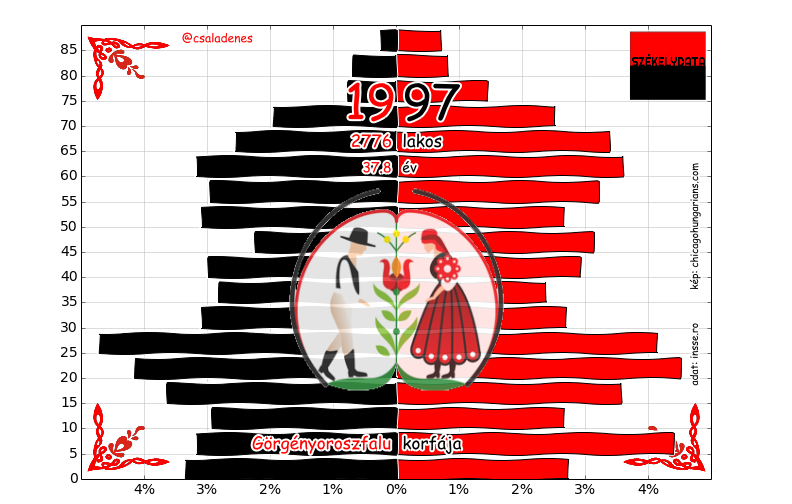 @csaladenes
SZÉKELYDATA
1997
2776 lakos
37.8 év
kép: chicagohungarians.com
adat: insse.ro
Görgényoroszfalu korfája
85
80
75
70
65
60
55
50
45
40
35
30
25
20
15
10
5
0
4% 3% 2% 1% 0% 1% 2% 3% 4%